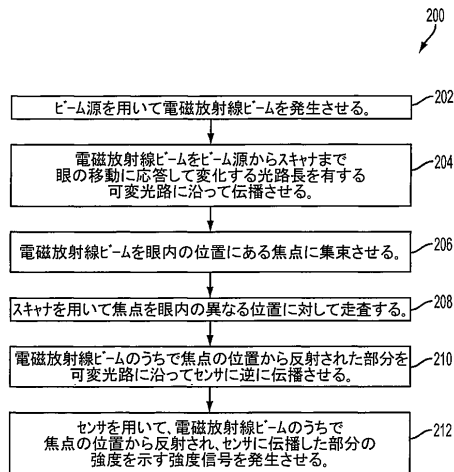 200
ビーム源を用いて電磁放射線ビームを発生させる。
202
電磁放射線ビームをビーム源からスキャナまで
眼の移動に応答して変化する光路長を有する
可変光路に沿って伝播させる。
204
電磁放射線ビームを眼内の位置にある焦点に集束させる。
206
スキャナを用いて焦点を眼内の異なる位置に対して走査する。
208
電磁放射線ビームのうちで焦点の位置から反射された部分を
可変光路に沿ってセンサに逆に伝播させる。
210
センサを用いて、電磁放射線ビームのうちで
焦点の位置から反射され、センサに伝播した部分の
強度を示す強度信号を発生させる。
212